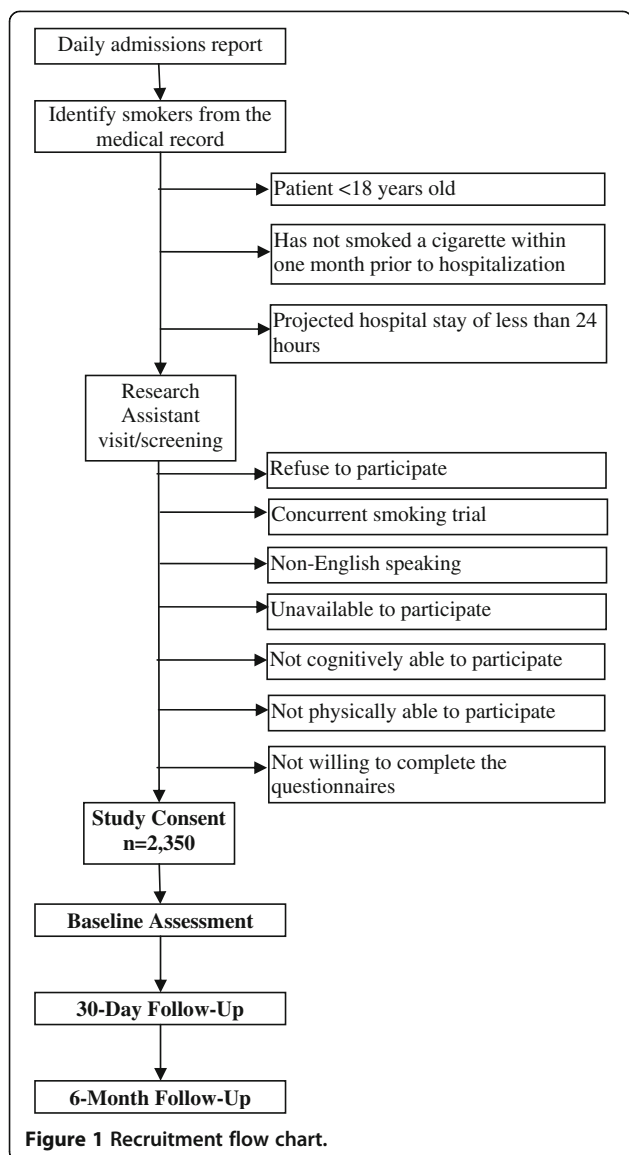 Daily admissions report
Identify smokers from the
medical record
Patient <18 years old
Has not smoked a cigarette within
one month prior to hospitalization
Projected hospital stay of less than 24
hours
Research
Assistant
visit/screening
Refuse to participate
Concurrent smoking trial
Non-English speaking
Unavailable to participate
Not cognitively able to participate
Not physically able to participate
Not willing to complete the
questionnaires
Study Consent
n=2,350
Baseline Assessment
30-Day Follow-Up
6-Month Follow-Up
Figure 1 Recruitment flow chart.